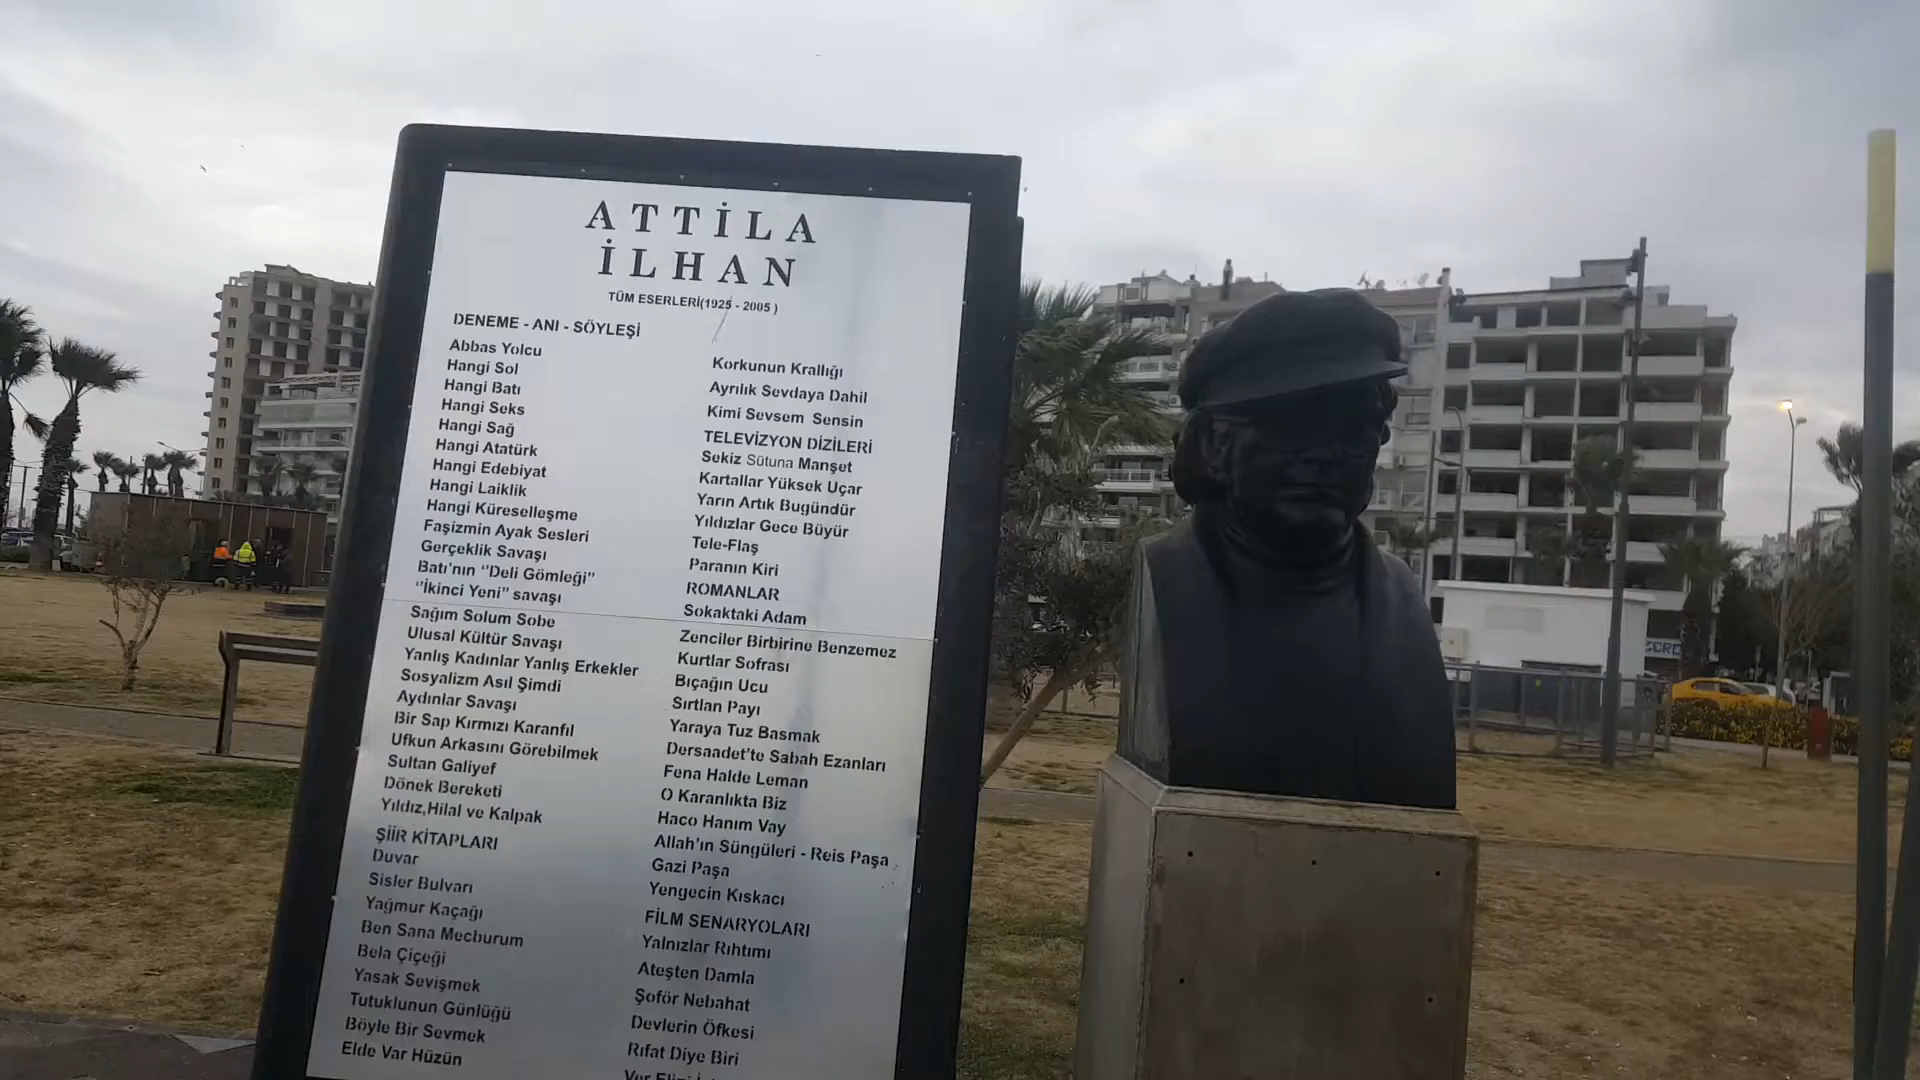 ATTİLA
İLHAN
TÜM ESERLERİ(1925 - 2005 )
DENEME - ANI - SÖYLEŞİ
Abbas Yolcu
Hangi Sol
Hangi Batı
Hangi Seks
Hangi Sağ
Hangi Atatürk
Hangi Edebiyat
Hangi Laiklik
Hangi Küreselleşme
Faşizmin Ayak Sesleri
Gerçeklik Savaşı
Batı'nın ''Deli Gömleği''
''İkinci Yeni'' savaşı
Sağım Solum Sobe
Ulusal Kültür Savaşı
Yanlış Kadınlar Yanlış Erkekler
Sosyalizm Asıl Şimdi
Aydınlar Savaşı
Bir Sap Kırmızı Karanfıl
Ufkun Arkasını Görebilmek
Sultan Galiyef
Dönek Bereketi
Yıldız,Hilal ve Kalpak
ŞİİR KİTAPLARI
Duvar
Sisler Bulvarı
Yağmur Kaçağı
Ben Sana Mecburum
Bela Çiçeği
Yasak Sevişmek
Tutuklunun Günlüğü
Böyle Bir Sevmek
Elde Var Hüzün
Korkunun Krallığı
Ayrılık Sevdaya Dahil
Kimi Sevsem Sensin
TELEVİZYON DİZİLERİ
Sekiz Sütuna Manşet
Kartallar Yüksek Uçar
Yarın Artık Bugündür
Yıldızlar Gece Büyür
Tele-Flaş
Paranın Kiri
ROMANLAR
Sokaktaki Adam
Zenciler Birbirine Benzemez
Kurtlar Sofrası
Bıçağın Ucu
Sırtlan Payı
Yaraya Tuz Basmak
Dersaadet'te Sabah Ezanları
Fena Halde Leman
O Karanlıkta Biz
Haco Hanım Vay
Allah'ın Süngüleri - Reis Paşa
Gazi Paşa
Yengecin Kıskacı
FİLM SENARYOLARI
Yalnızlar Rıhtımı
Ateşten Damla
Şoför Nebahat
Devlerin Öfkesi
Rıfat Diye Biri